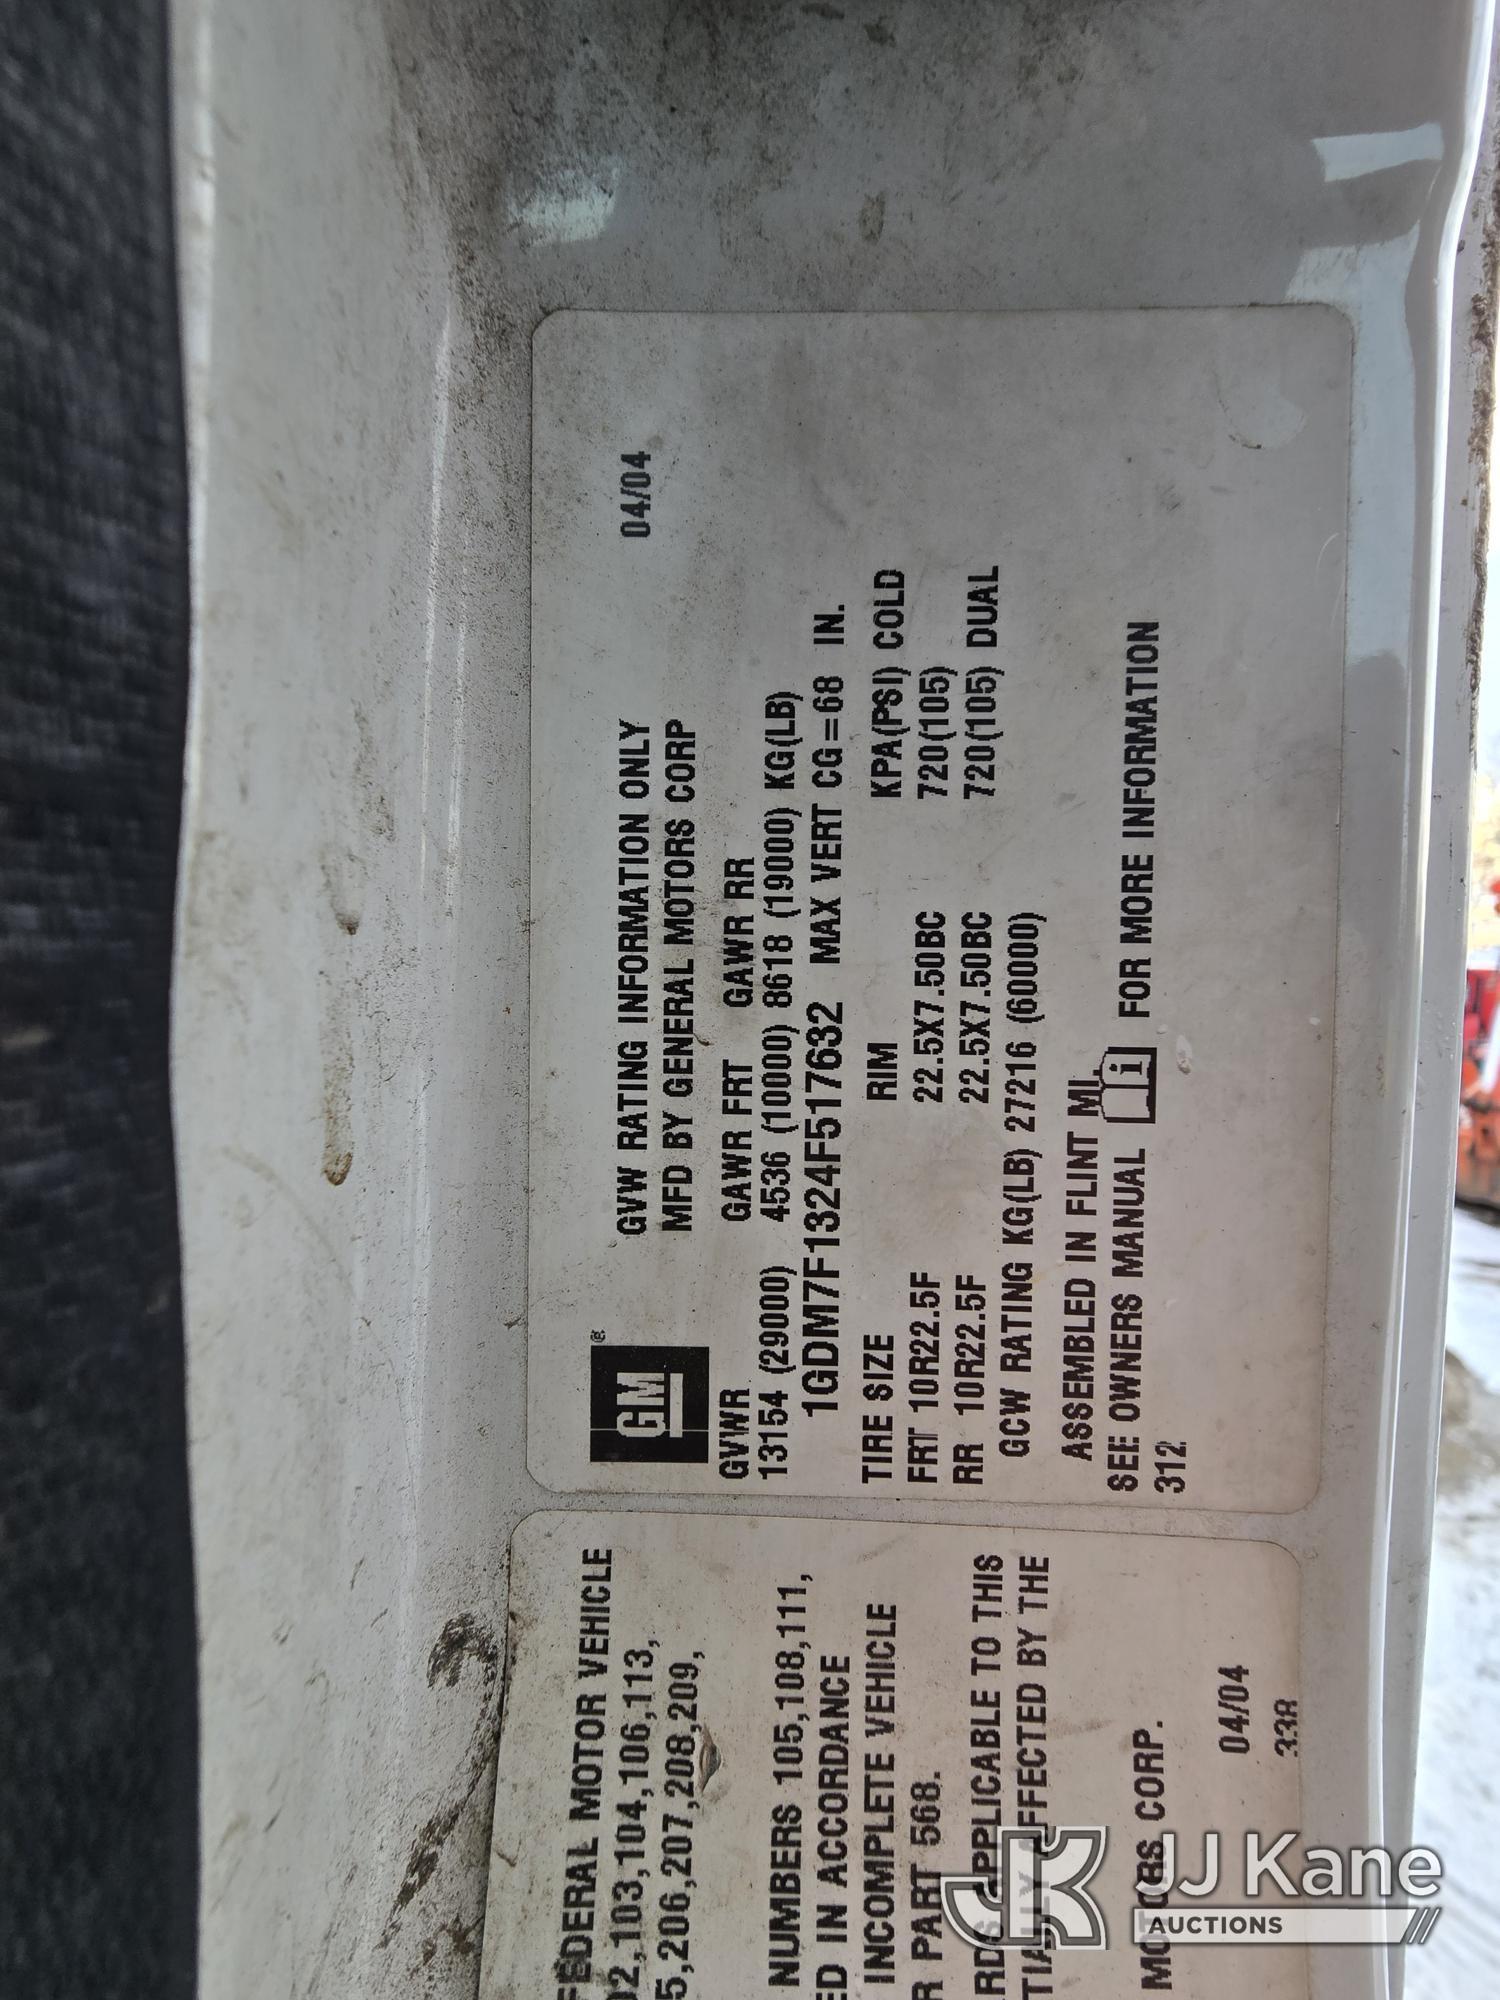 GM®
GVW RATING INFORMATION ONLY 04/04
MFD BY GENERAL MOTORS CORP
GVWR GAWR FRT GAWR RR
13154 (29000) 4536 (10000) 8618 (19000) KG(LB)
1GDM7F1324F517632 MAX VERT CG=68 IN.
TIRE SIZE RIM KPA(PSI) COLD
FRT 10R22.5F 22.5X7.50BC 720(105)
RR 10R22.5F 22.5X7.50BC 720(105) DUAL
GCW RATING KG(LB) 27216 (60000)
ASSEMBLED IN FLINT MI.
SEE OWNERS MANUAL i FOR MORE INFORMATION
312
FEDERAL MOTOR VEHICLE
02,103,104,106,113,
5,206,207,208,209,
NUMBERS 105,108,111,
ED IN ACCORDANCE
INCOMPLETE VEHICLE
R PART 568.
RDS APPLICABLE TO THIS
TIALLY AFFECTED BY THE
MOTORS CORP.
04/04
JJ Kane
AUCTIONS